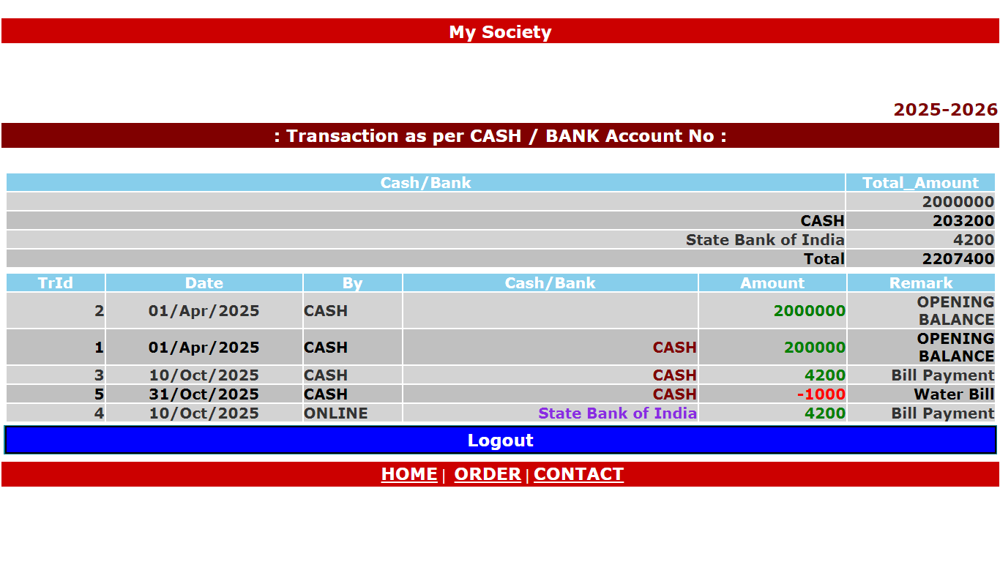 My Society
2025-2026
: Transaction as per CASH / BANK Account No :
Cash/Bank Total_Amount
2000000
CASH 203200
State Bank of India 4200
Total 2207400
TrId Date By Cash/Bank Amount Remark
2 01/Apr/2025 CASH 2000000 OPENING
BALANCE
1 01/Apr/2025 CASH CASH 200000 OPENING
BALANCE
3 10/Oct/2025 CASH CASH 4200 Bill Payment
5 31/Oct/2025 CASH CASH -1000 Water Bill
4 10/Oct/2025 ONLINE State Bank of India 4200 Bill Payment
Logout
HOME | ORDER | CONTACT